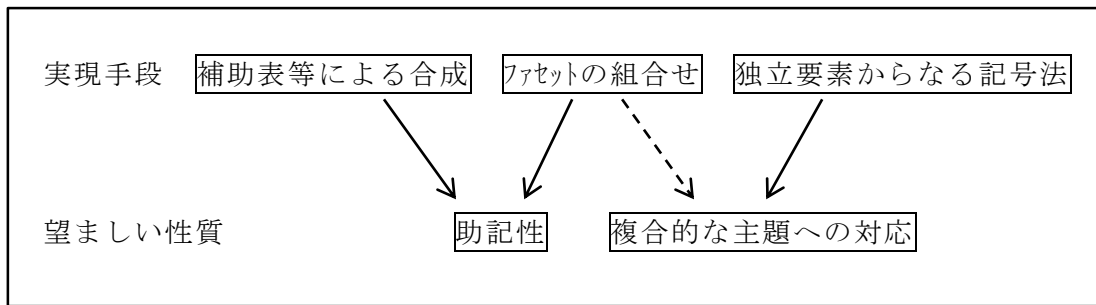 実現手段 補助表等による合成 ﾌｧｾｯﾄの組合せ 独立要素からなる記号法
望ましい性質 助記性 複合的な主題への対応